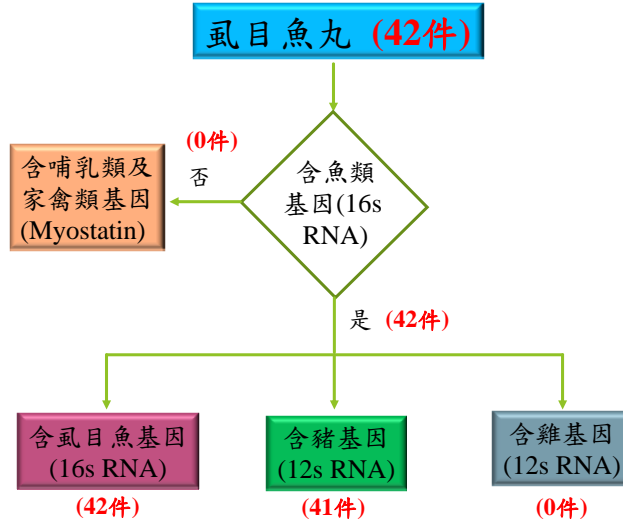 虱目魚丸 (42件)
(0件)
否
含哺乳類及
家禽類基因
(Myostatin)
含魚類
基因(16s
RNA)
是 (42件)
含虱目魚基因
(16s RNA)
(42件)
含豬基因
(12s RNA)
(41件)
含雞基因
(12s RNA)
(0件)